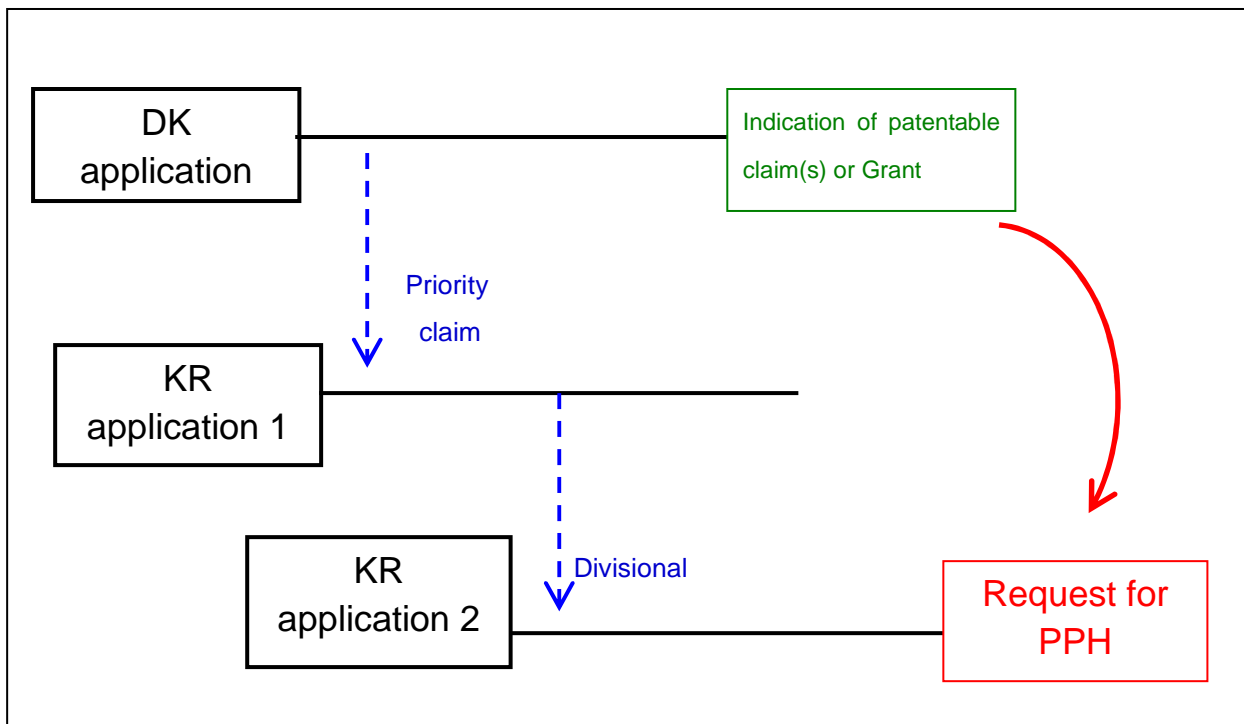 DK
application
Indication of patentable
claim(s) or Grant
Priority
claim
KR
application 1
KR
application 2
Divisional
Request for
PPH